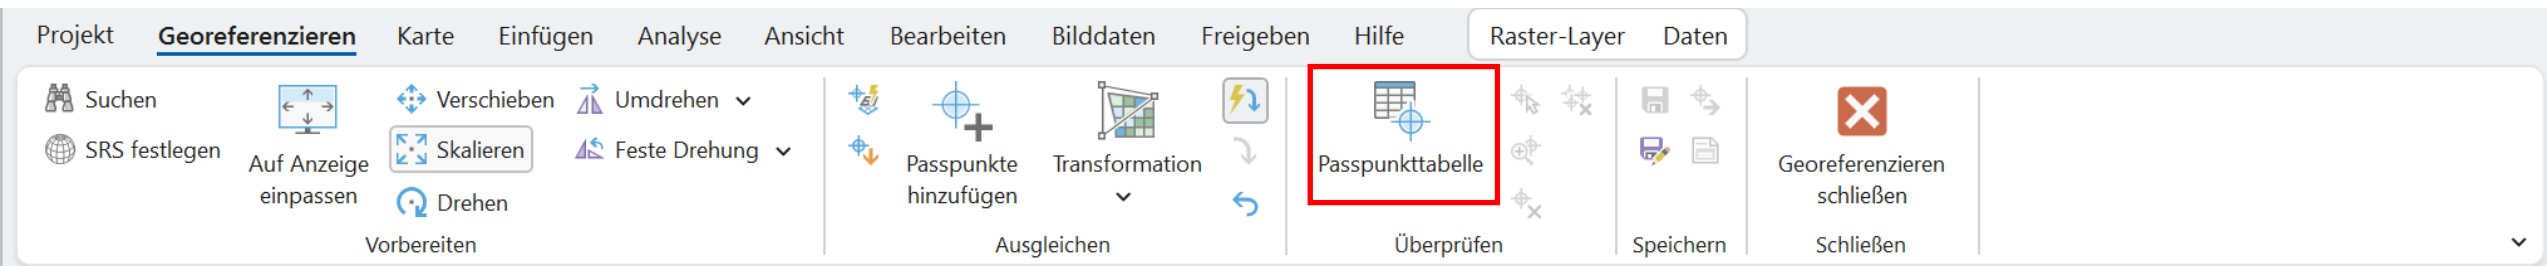 Projekt Georeferenzieren Karte Einfügen Analyse Ansicht Bearbeiten Bilddaten Freigeben Hilfe Raster-Layer Daten
Suchen
SRS festlegen
Auf Anzeige
einpassen
Verschieben
Skalieren
Drehen
Umdrehen
Feste Drehung
Vorbereiten
Passpunkte
hinzufügen
Transformation
Ausgleichen
Passpunkttabelle
Überprüfen
Speichern
Georeferenzieren
schließen
Schließen